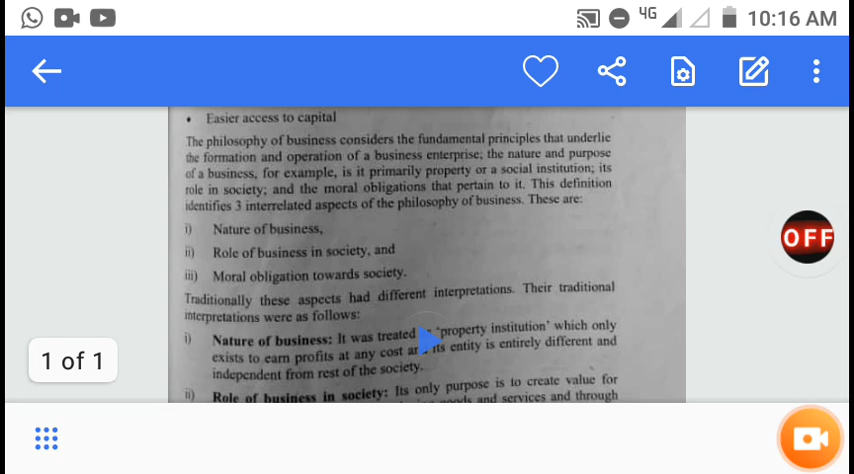 4G 10:16 AM
• Easier access to capital
The philosophy of business considers the fundamental principles that underlie
the formation and operation of a business enterprise; the nature and purpose
of a business, for example, is it primarily property or a social institution; its
role in society; and the moral obligations that pertain to it. This definition
identifies 3 interrelated aspects of the philosophy of business. These are:
i) Nature of business,
ii) Role of business in society, and
iii) Moral obligation towards society.
Traditionally these aspects had different interpretations. Their traditional
interpretations were as follows:
i) Nature of business: It was treated 'property institution' which only
exists to earn profits at any cost its entity is entirely different and
independent from rest of the society.
ii) Role of business in society: Its only purpose is to create value for
goods and services and through
OFF
1 of 1